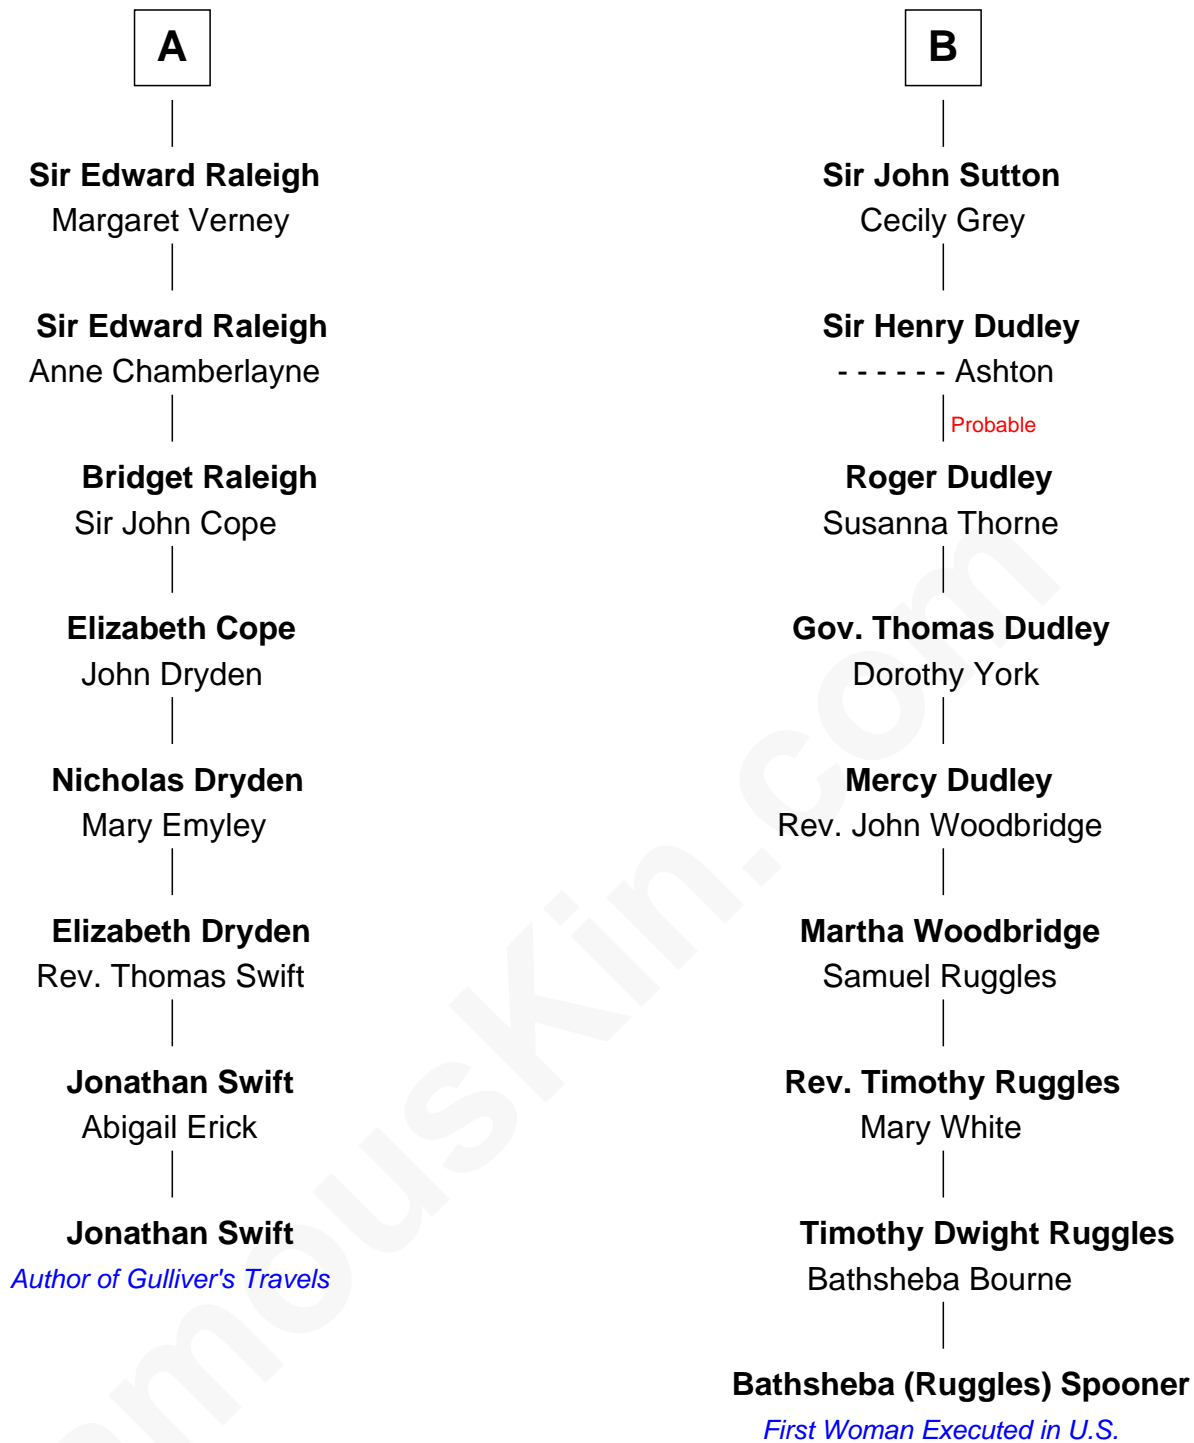 A
Sir Edward Raleigh
Margaret Verney
Sir Edward Raleigh
Anne Chamberlayne
Bridget Raleigh
Sir John Cope
Elizabeth Cope
John Dryden
Nicholas Dryden
Mary Emyley
Elizabeth Dryden
Rev. Thomas Swift
Jonathan Swift
Abigail Erick
Jonathan Swift
Author of Gulliver's Travels
B
Sir John Sutton
Cecily Grey
Sir Henry Dudley
- - - - - - Ashton
Probable
Roger Dudley
Susanna Thorne
Gov. Thomas Dudley
Dorothy York
Mercy Dudley
Rev. John Woodbridge
Martha Woodbridge
Samuel Ruggles
Rev. Timothy Ruggles
Mary White
Timothy Dwight Ruggles
Bathsheba Bourne
Bathsheba (Ruggles) Spooner
First Woman Executed in U.S.
amousKin.com